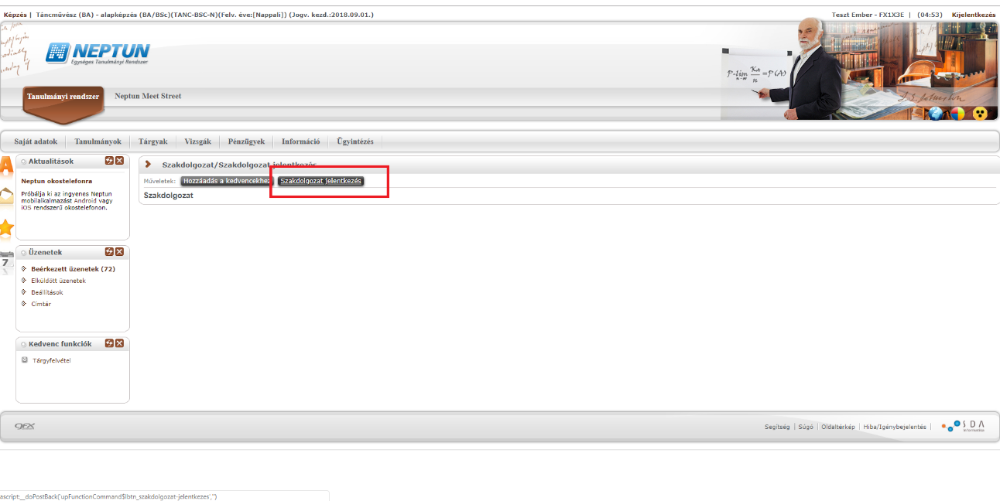 Képzés | Táncművész (BA) - alapképzés (BA/BSc)(TANC-BSC-N)(Felv. éve:[Nappali]) (Jogv. kezd.:2018.09.01.)
Teszt Ember - FX1X3E | (04:53) Kijelentkezés
NEPTUN
Egységes Tanulmányi Rendszer
Tanulmányi rendszer
Neptun Meet Street
Saját adatok
Tanulmányok
Tárgyak
Vizsgák
Pénzügyek
Információ
Ügyintézés
Aktualitások
Neptun okostelefonra
Próbálja ki az ingyenes Neptun
mobilalkalmazást Android vagy
iOS rendszerű okostelefonon.
Szakdolgozat/Szakdolgozat jelentkezés
Műveletek: Hozzáadás a kedvencekhez Szakdolgozat jelentkezés
Szakdolgozat
Üzenetek
Beérkezett üzenetek (72)
Elküldött üzenetek
Beállítások
Címtár
7
Kedvenc funkciók
Tárgyfelvétel
gfx
Segítség | Súgó | Oldaltérkép | Hiba/Igénybejelentés |
SDA
informatika
ascript:__doPostBack('upFunctionCommand$lbtn_szakdolgozat-jelentkezes','')